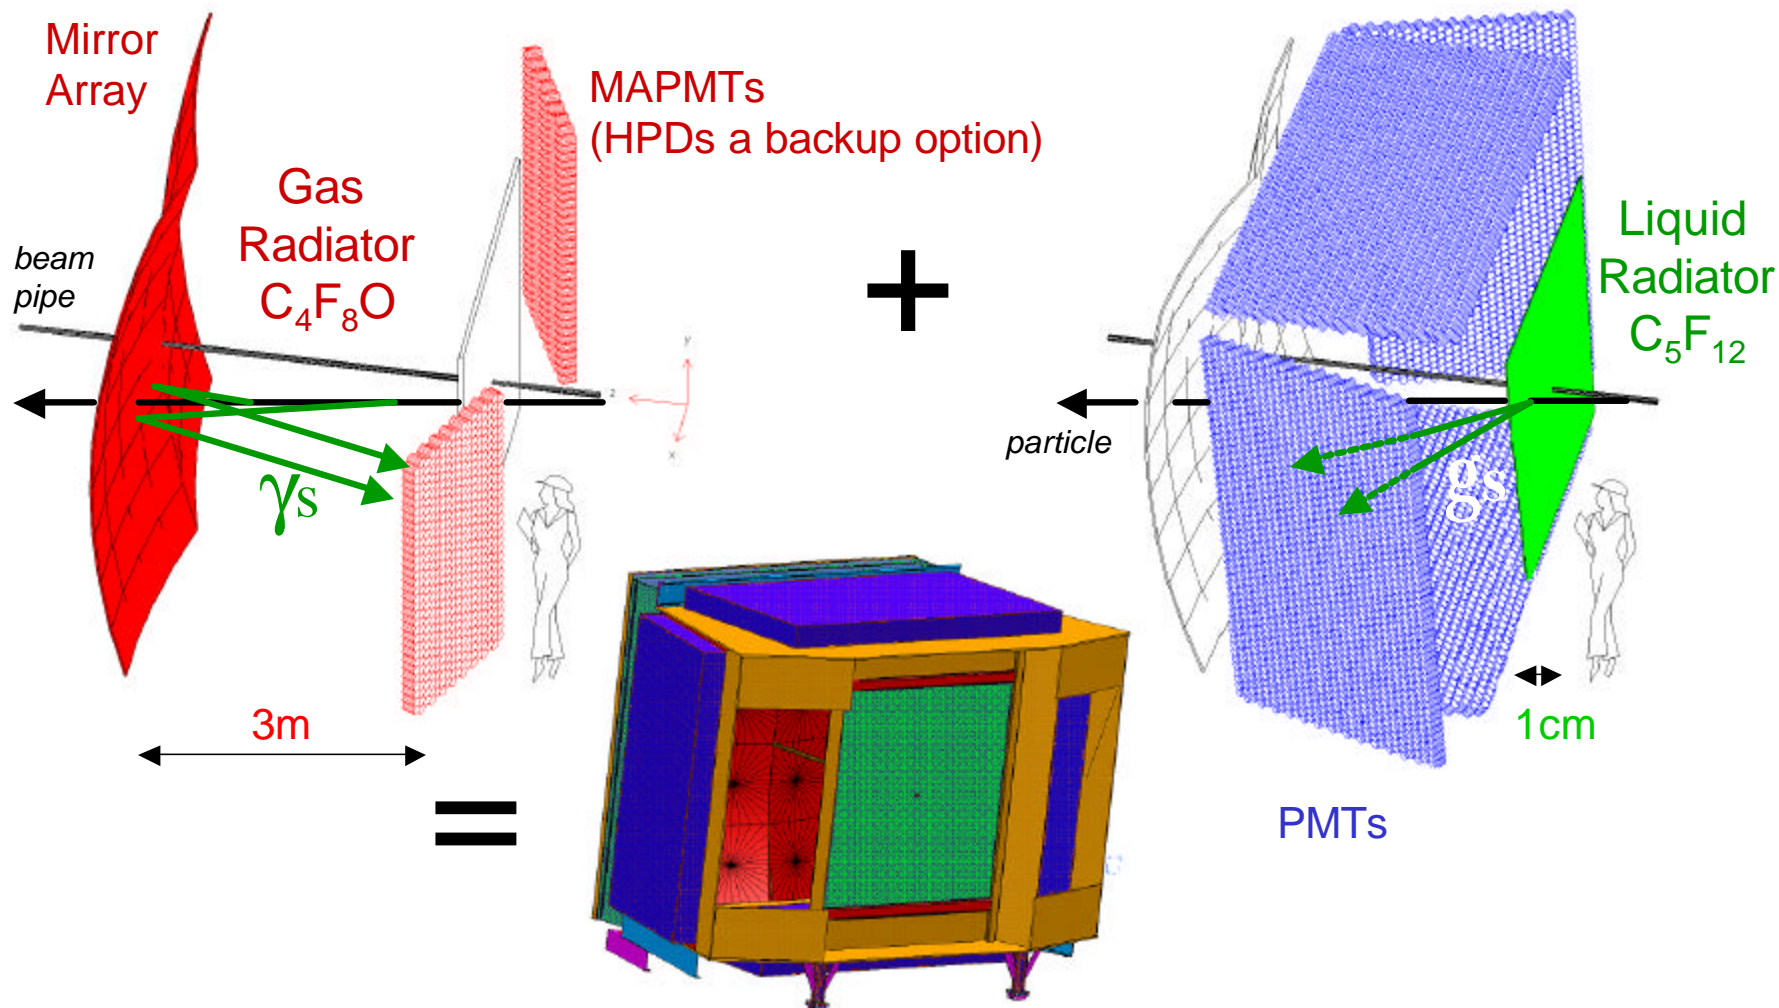 Mirror
Array
MAPMTs
(HPDs a backup option)
Gas
Radiator
C₄F₈O
beam
pipe
γs
3m
y
z
x
+
Liquid
Radiator
C₅F₁₂
particle
gs
1cm
PMTs
=